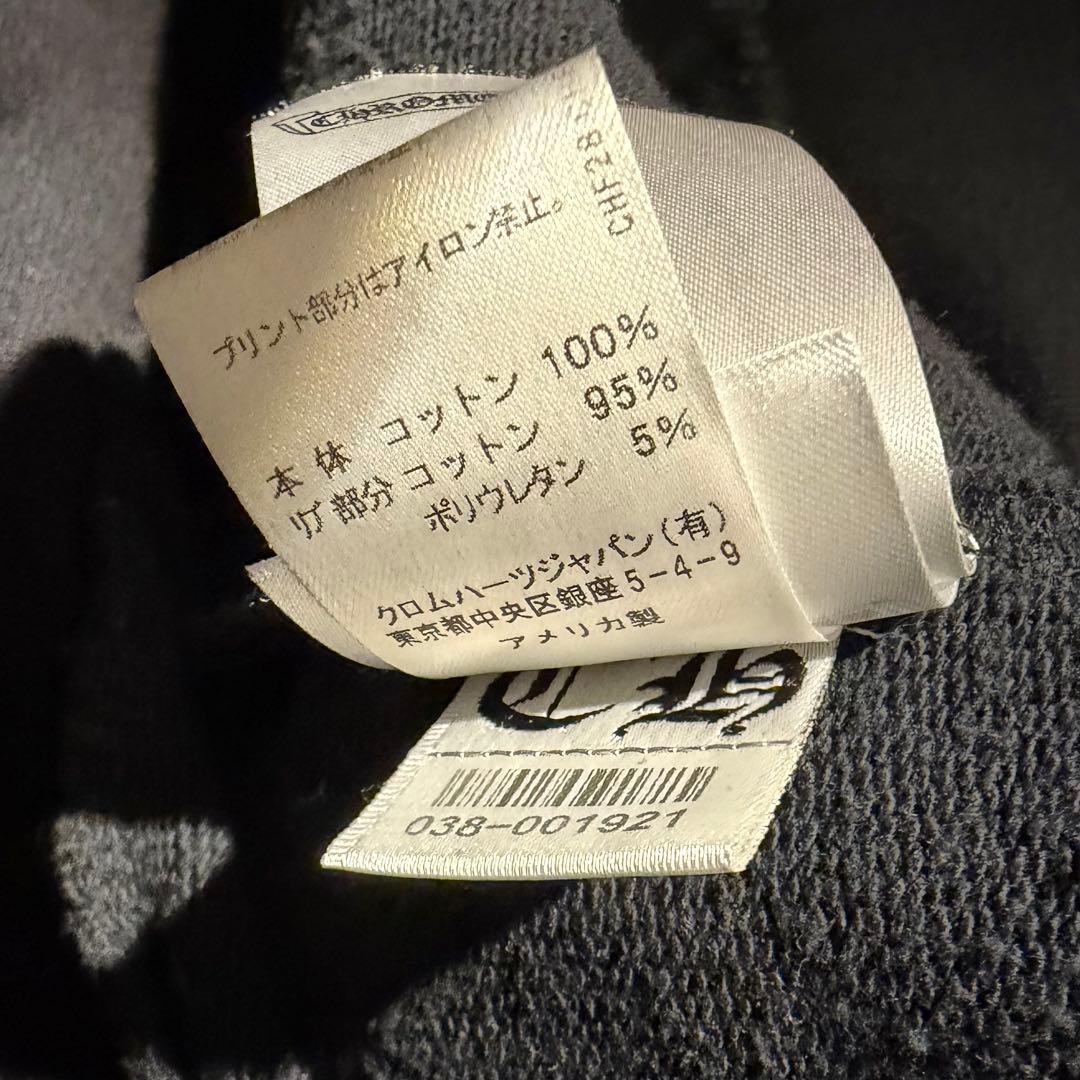 プリント部分はアイロン禁止。
本体 コットン 100%
リブ部分 コットン 95%
ポリウレタン 5%
クロムハーツジャパン(有)
東京都中央区銀座5-4-9
アメリカ製
038-001921